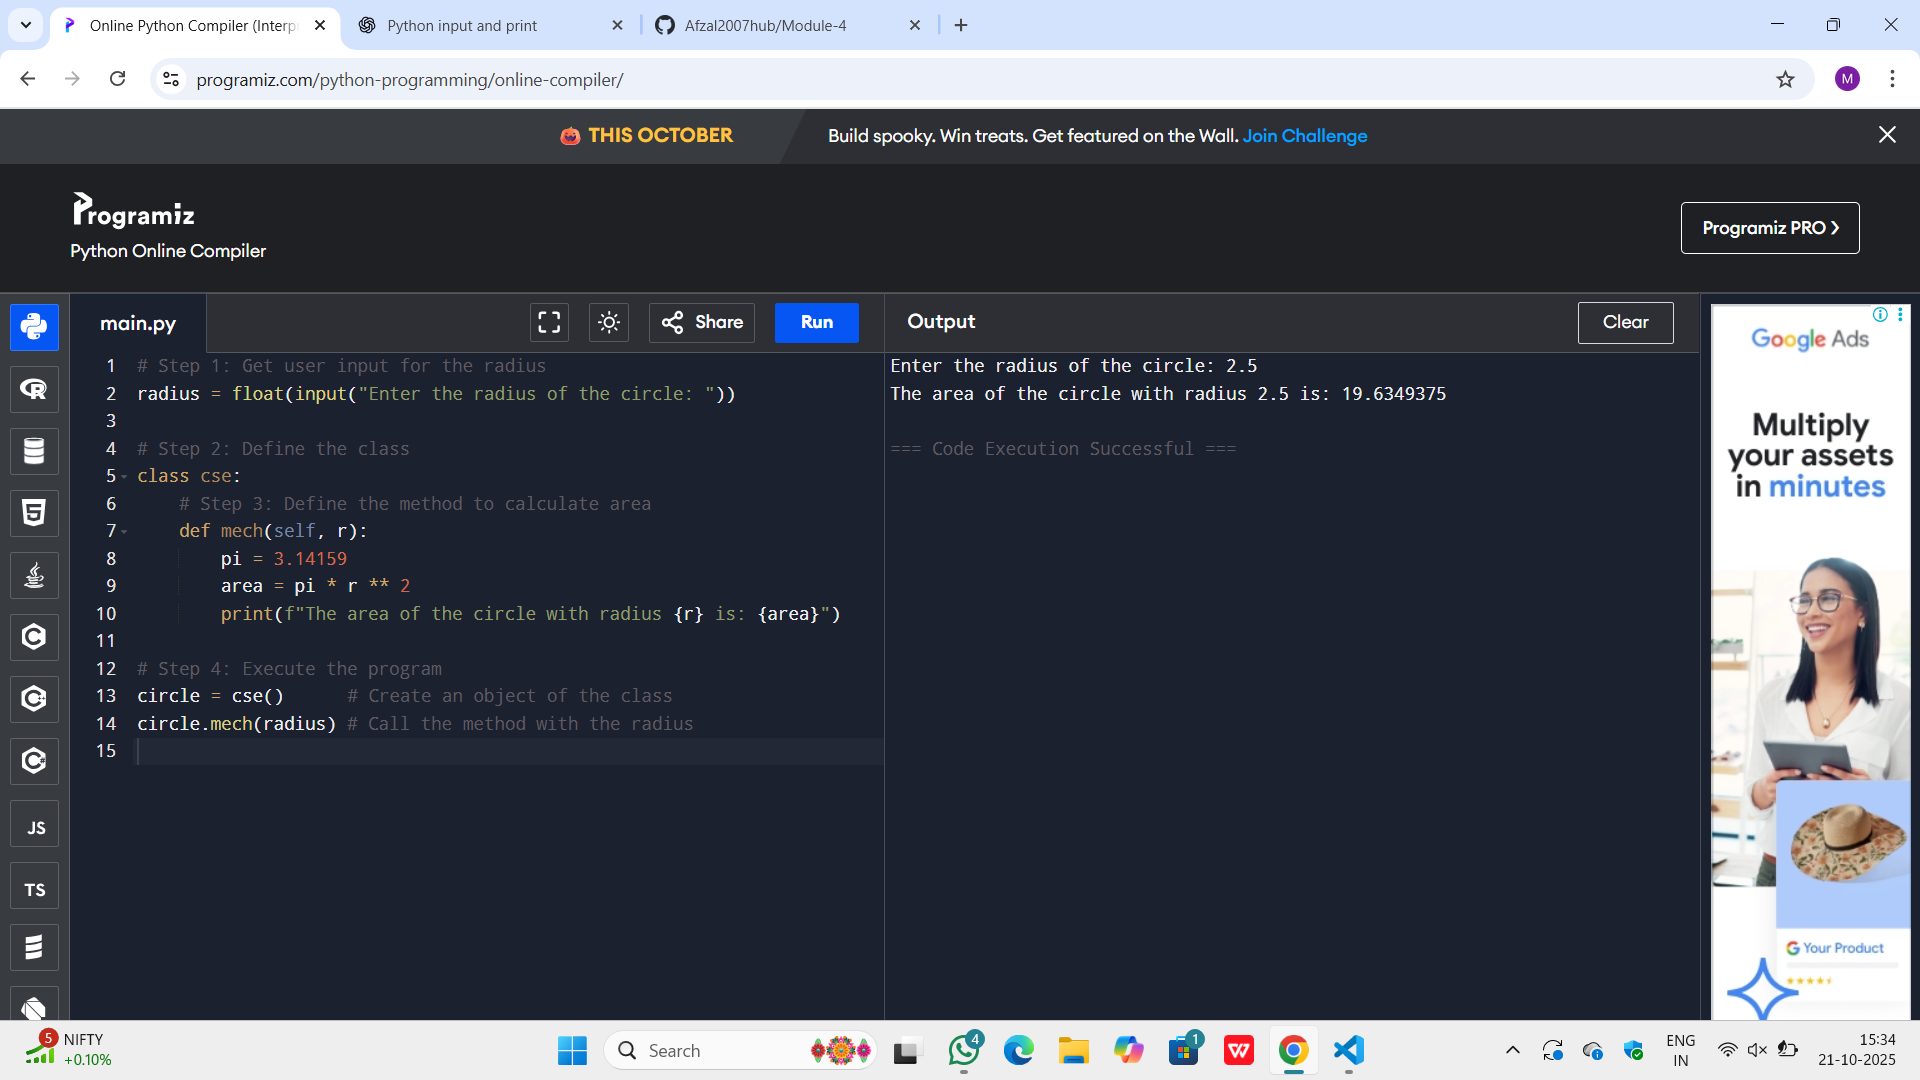 Online Python Compiler (Interp
Python input and print
Afzal2007hub/Module-4
programiz.com/python-programming/online-compiler/
M
THIS OCTOBER
Build spooky. Win treats. Get featured on the Wall. Join Challenge
Programiz
Python Online Compiler
Programiz PRO
main.py
Share
Run
Output
Clear
1 # Step 1: Get user input for the radius
2 radius = float(input("Enter the radius of the circle: "))
3
4 # Step 2: Define the class
5 class cse:
6     # Step 3: Define the method to calculate area
7     def mech(self, r):
8         pi = 3.14159
9         area = pi * r ** 2
10         print(f"The area of the circle with radius {r} is: {area}")
11
12 # Step 4: Execute the program
13 circle = cse()      # Create an object of the class
14 circle.mech(radius) # Call the method with the radius
15
Enter the radius of the circle: 2.5
The area of the circle with radius 2.5 is: 19.6349375
=== Code Execution Successful ===
R
5
C
C
C
JS
TS
Google Ads
Multiply
your assets
in minutes
G Your Product
5
NIFTY
+0.10%
Search
4
1
W
ENG
IN
15:34
21-10-2025